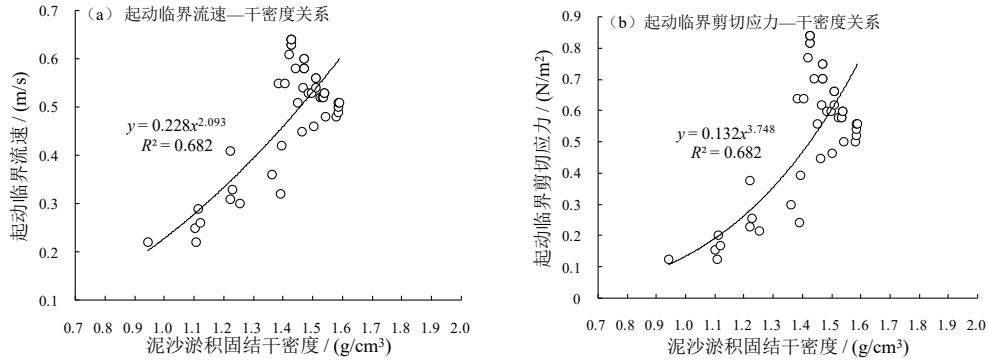 （a） 起动临界流速—干密度关系
0.7
0.6
0.5
0.4
0.3
0.2
0.1
起动临界流速 / (m/s)
y = 0.228x^2.093
R² = 0.682
0.7 0.8 0.9 1.0 1.1 1.2 1.3 1.4 1.5 1.6 1.7 1.8 1.9 2.0
泥沙淤积固结干密度 / (g/cm³)
（b）起动临界剪切应力—干密度关系
0.9
0.8
0.7
0.6
0.5
0.4
0.3
0.2
0.1
0
起动临界剪切应力 / (N/m²)
y = 0.132x^3.748
R² = 0.682
0.7 0.8 0.9 1.0 1.1 1.2 1.3 1.4 1.5 1.6 1.7 1.8 1.9 2.0
泥沙淤积固结干密度 / (g/cm³)